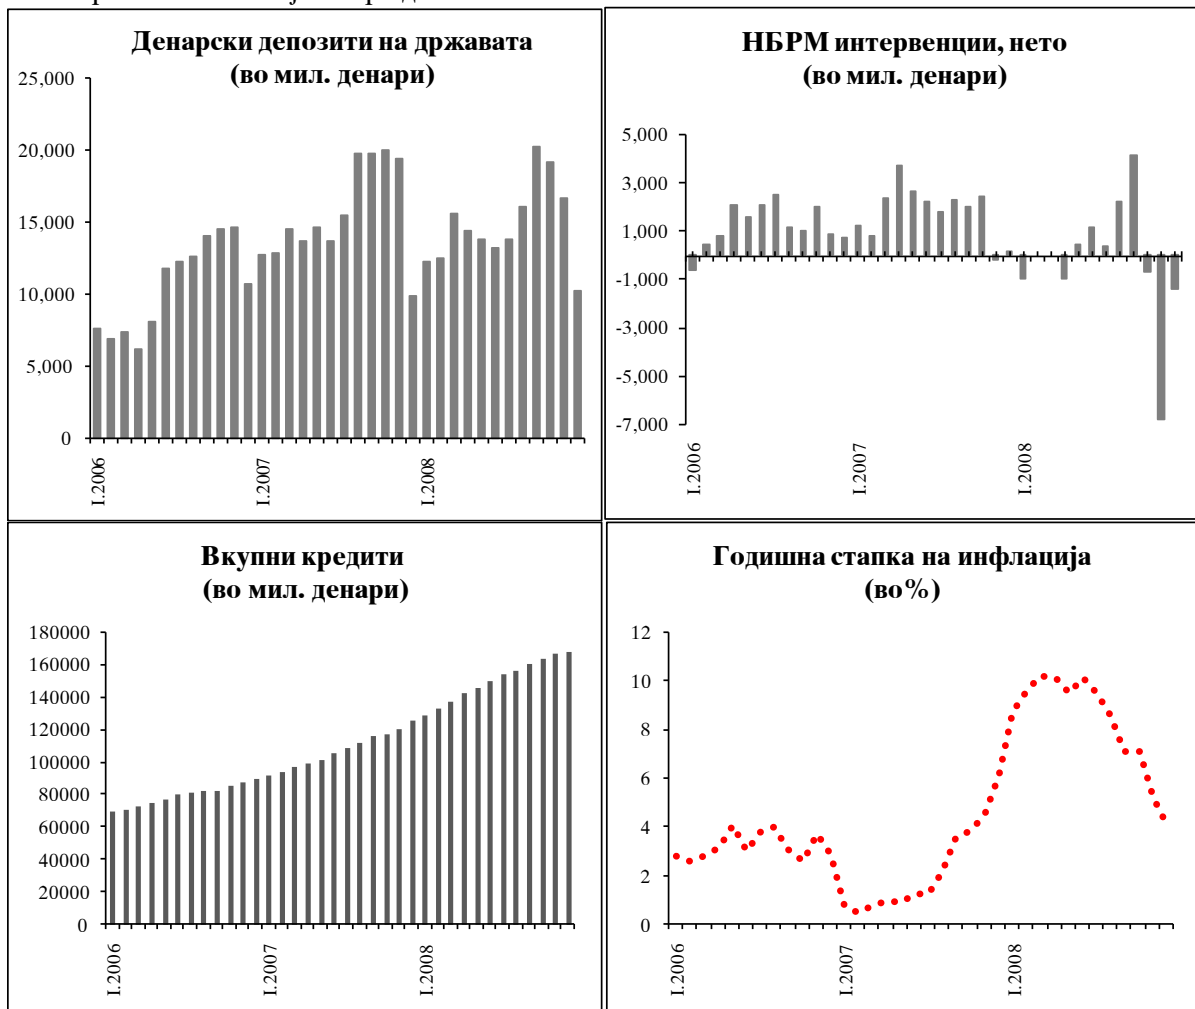 Денарски депозити на државата
(во мил. денари)
25,000
20,000
15,000
10,000
5,000
0
I.2006
I.2007
I.2008
НБРМ интервенции, нето
(во мил. денари)
5,000
3,000
1,000
-1,000
-3,000
-5,000
-7,000
I.2006
I.2007
I.2008
Вкупни кредити
(во мил. денари)
180000
160000
140000
120000
100000
80000
60000
40000
20000
0
I.2006
I.2007
I.2008
Годишна стапка на инфлација
(во%)
12
10
8
6
4
2
0
I.2006
I.2007
I.2008